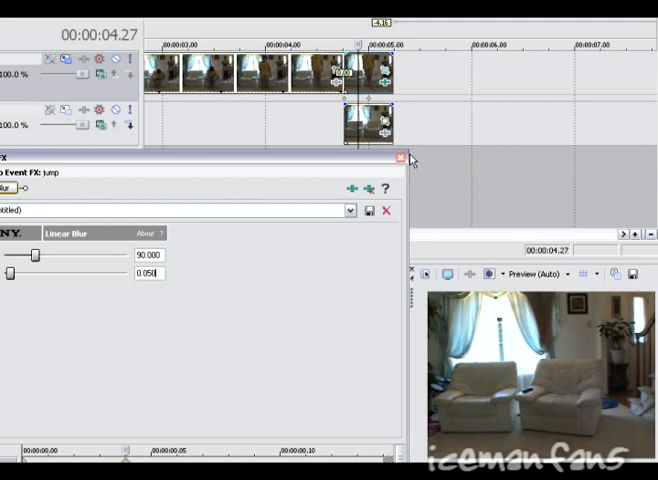 -4.16
00:00:04.27
00:00:03.00 00:00:04.00 00:00:05.00 00:00:06.00 00:00:07.00
100.0 %
00.00
100.0 %
FX
o Event FX: jump
Blur
ntitled)
NY. Linear Blur About ?
90.000
0.050
00:00:04.27
Preview (Auto)
00:00:00.00 00:00:00.05 00:00:00.10
icemanfans